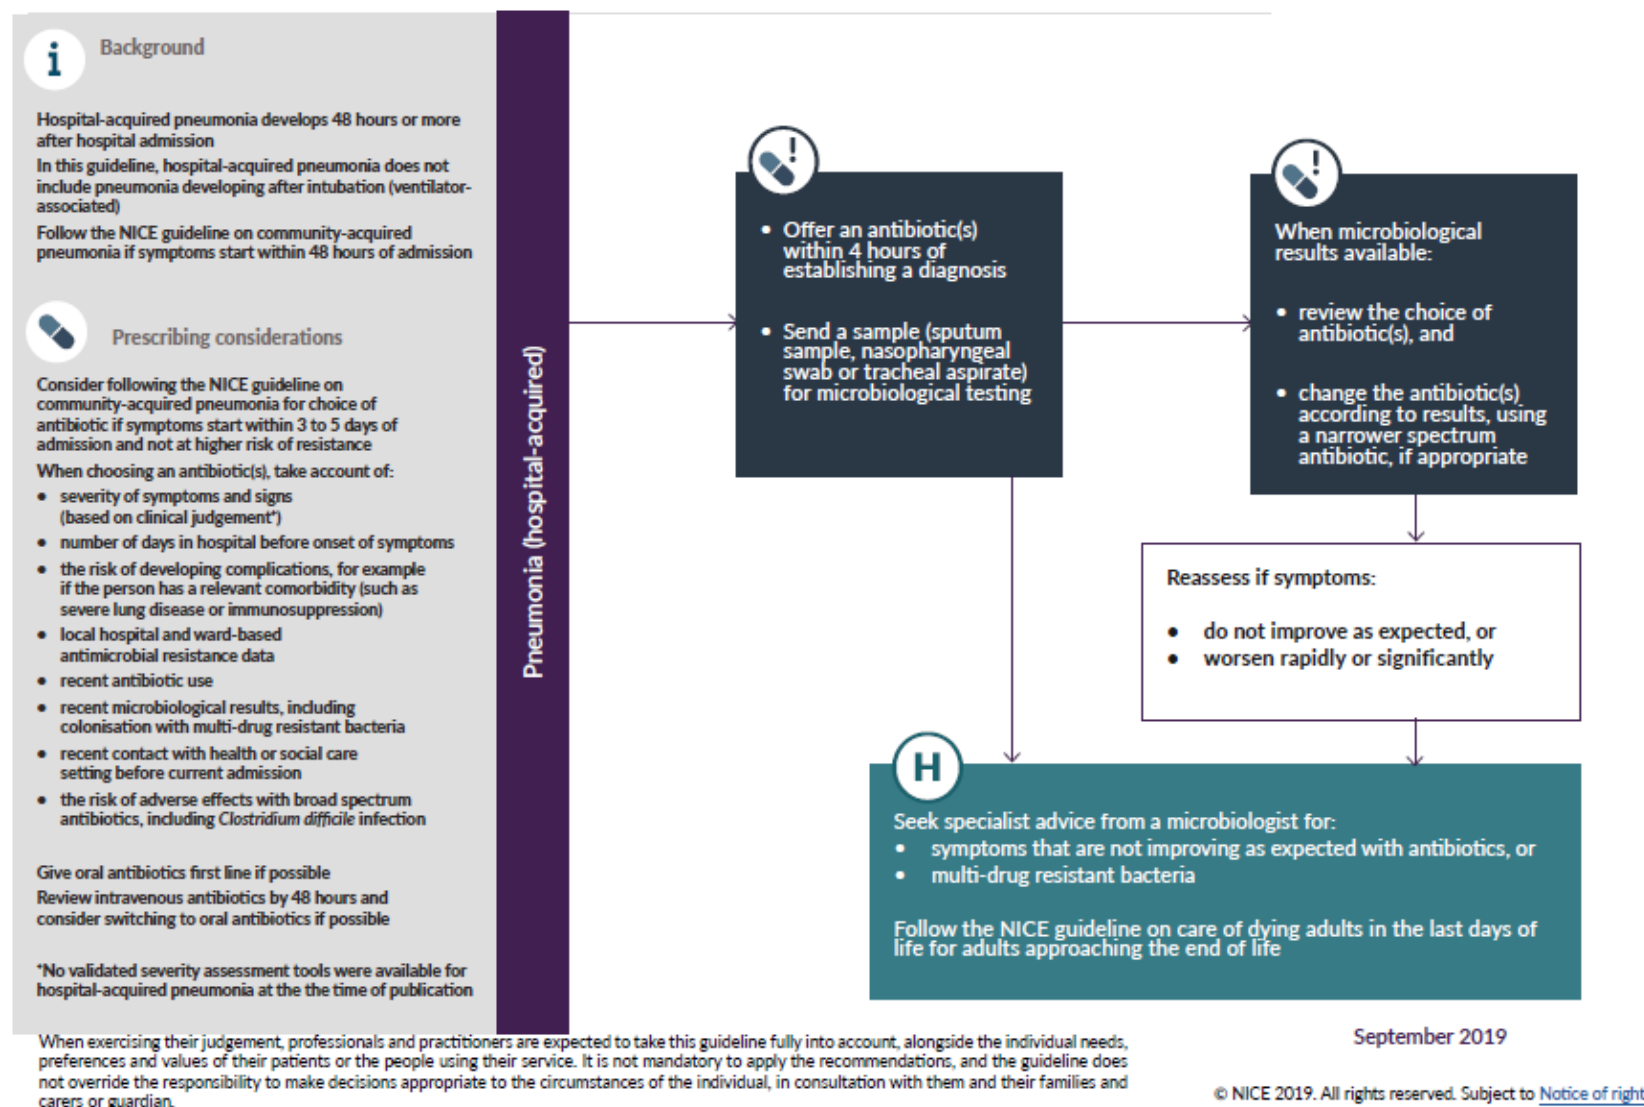 i
Background
Hospital-acquired pneumonia develops 48 hours or more
after hospital admission
In this guideline, hospital-acquired pneumonia does not
include pneumonia developing after intubation (ventilator-
associated)
Follow the NICE guideline on community-acquired
pneumonia if symptoms start within 48 hours of admission
Prescribing considerations
Consider following the NICE guideline on
community-acquired pneumonia for choice of
antibiotic if symptoms start within 3 to 5 days of
admission and not at higher risk of resistance
When choosing an antibiotic(s), take account of:
• severity of symptoms and signs
(based on clinical judgement*)
• number of days in hospital before onset of symptoms
• the risk of developing complications, for example
if the person has a relevant comorbidity (such as
severe lung disease or immunosuppression)
• local hospital and ward-based
antimicrobial resistance data
• recent antibiotic use
• recent microbiological results, including
colonisation with multi-drug resistant bacteria
• recent contact with health or social care
setting before current admission
• the risk of adverse effects with broad spectrum
antibiotics, including Clostridium difficile infection
Give oral antibiotics first line if possible
Review intravenous antibiotics by 48 hours and
consider switching to oral antibiotics if possible
*No validated severity assessment tools were available for
hospital-acquired pneumonia at the the time of publication
Pneumonia (hospital-acquired)
!
• Offer an antibiotic(s)
within 4 hours of
establishing a diagnosis
• Send a sample (sputum
sample, nasopharyngeal
swab or tracheal aspirate)
for microbiological testing
!
When microbiological
results available:
• review the choice of
antibiotic(s), and
• change the antibiotic(s)
according to results, using
a narrower spectrum
antibiotic, if appropriate
Reassess if symptoms:
• do not improve as expected, or
• worsen rapidly or significantly
H
Seek specialist advice from a microbiologist for:
• symptoms that are not improving as expected with antibiotics, or
• multi-drug resistant bacteria
Follow the NICE guideline on care of dying adults in the last days of
life for adults approaching the end of life
When exercising their judgement, professionals and practitioners are expected to take this guideline fully into account, alongside the individual needs,
preferences and values of their patients or the people using their service. It is not mandatory to apply the recommendations, and the guideline does
not override the responsibility to make decisions appropriate to the circumstances of the individual, in consultation with them and their families and
carers or guardian.
September 2019
© NICE 2019. All rights reserved. Subject to Notice of right